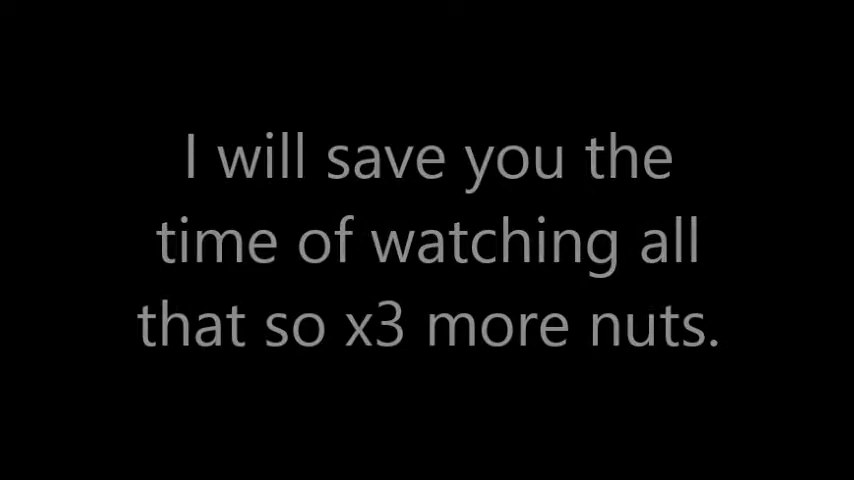 I will save you the
time of watching all
that so x3 more nuts.